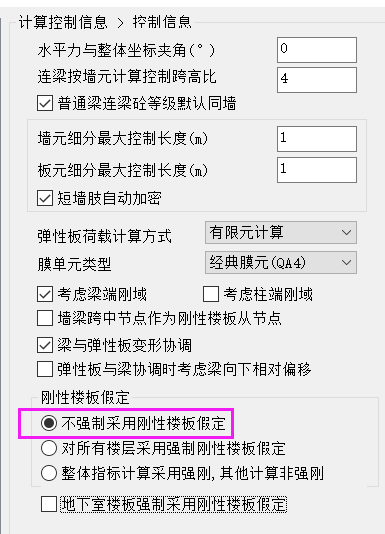 计算控制信息 > 控制信息
水平力与整体坐标夹角(°) 0
连梁按墙元计算控制跨高比 4
普通梁连梁砼等级默认同墙
墙元细分最大控制长度(m) 1
板元细分最大控制长度(m) 1
短墙肢自动加密
弹性板荷载计算方式 有限元计算
膜单元类型 经典膜元(QA4)
考虑梁端刚域 考虑柱端刚域
墙梁跨中节点作为刚性楼板从节点
梁与弹性板变形协调
弹性板与梁协调时考虑梁向下相对偏移
刚性楼板假定
不强制采用刚性楼板假定
对所有楼层采用强制刚性楼板假定
整体指标计算采用强刚,其他计算非强刚
地下室楼板强制采用刚性楼板假定